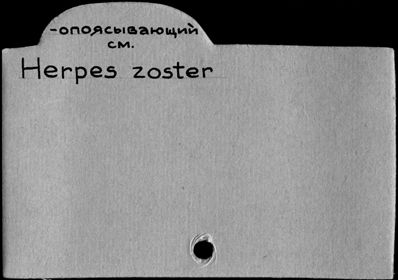 -опоясывающий
см.
Herpes zoster